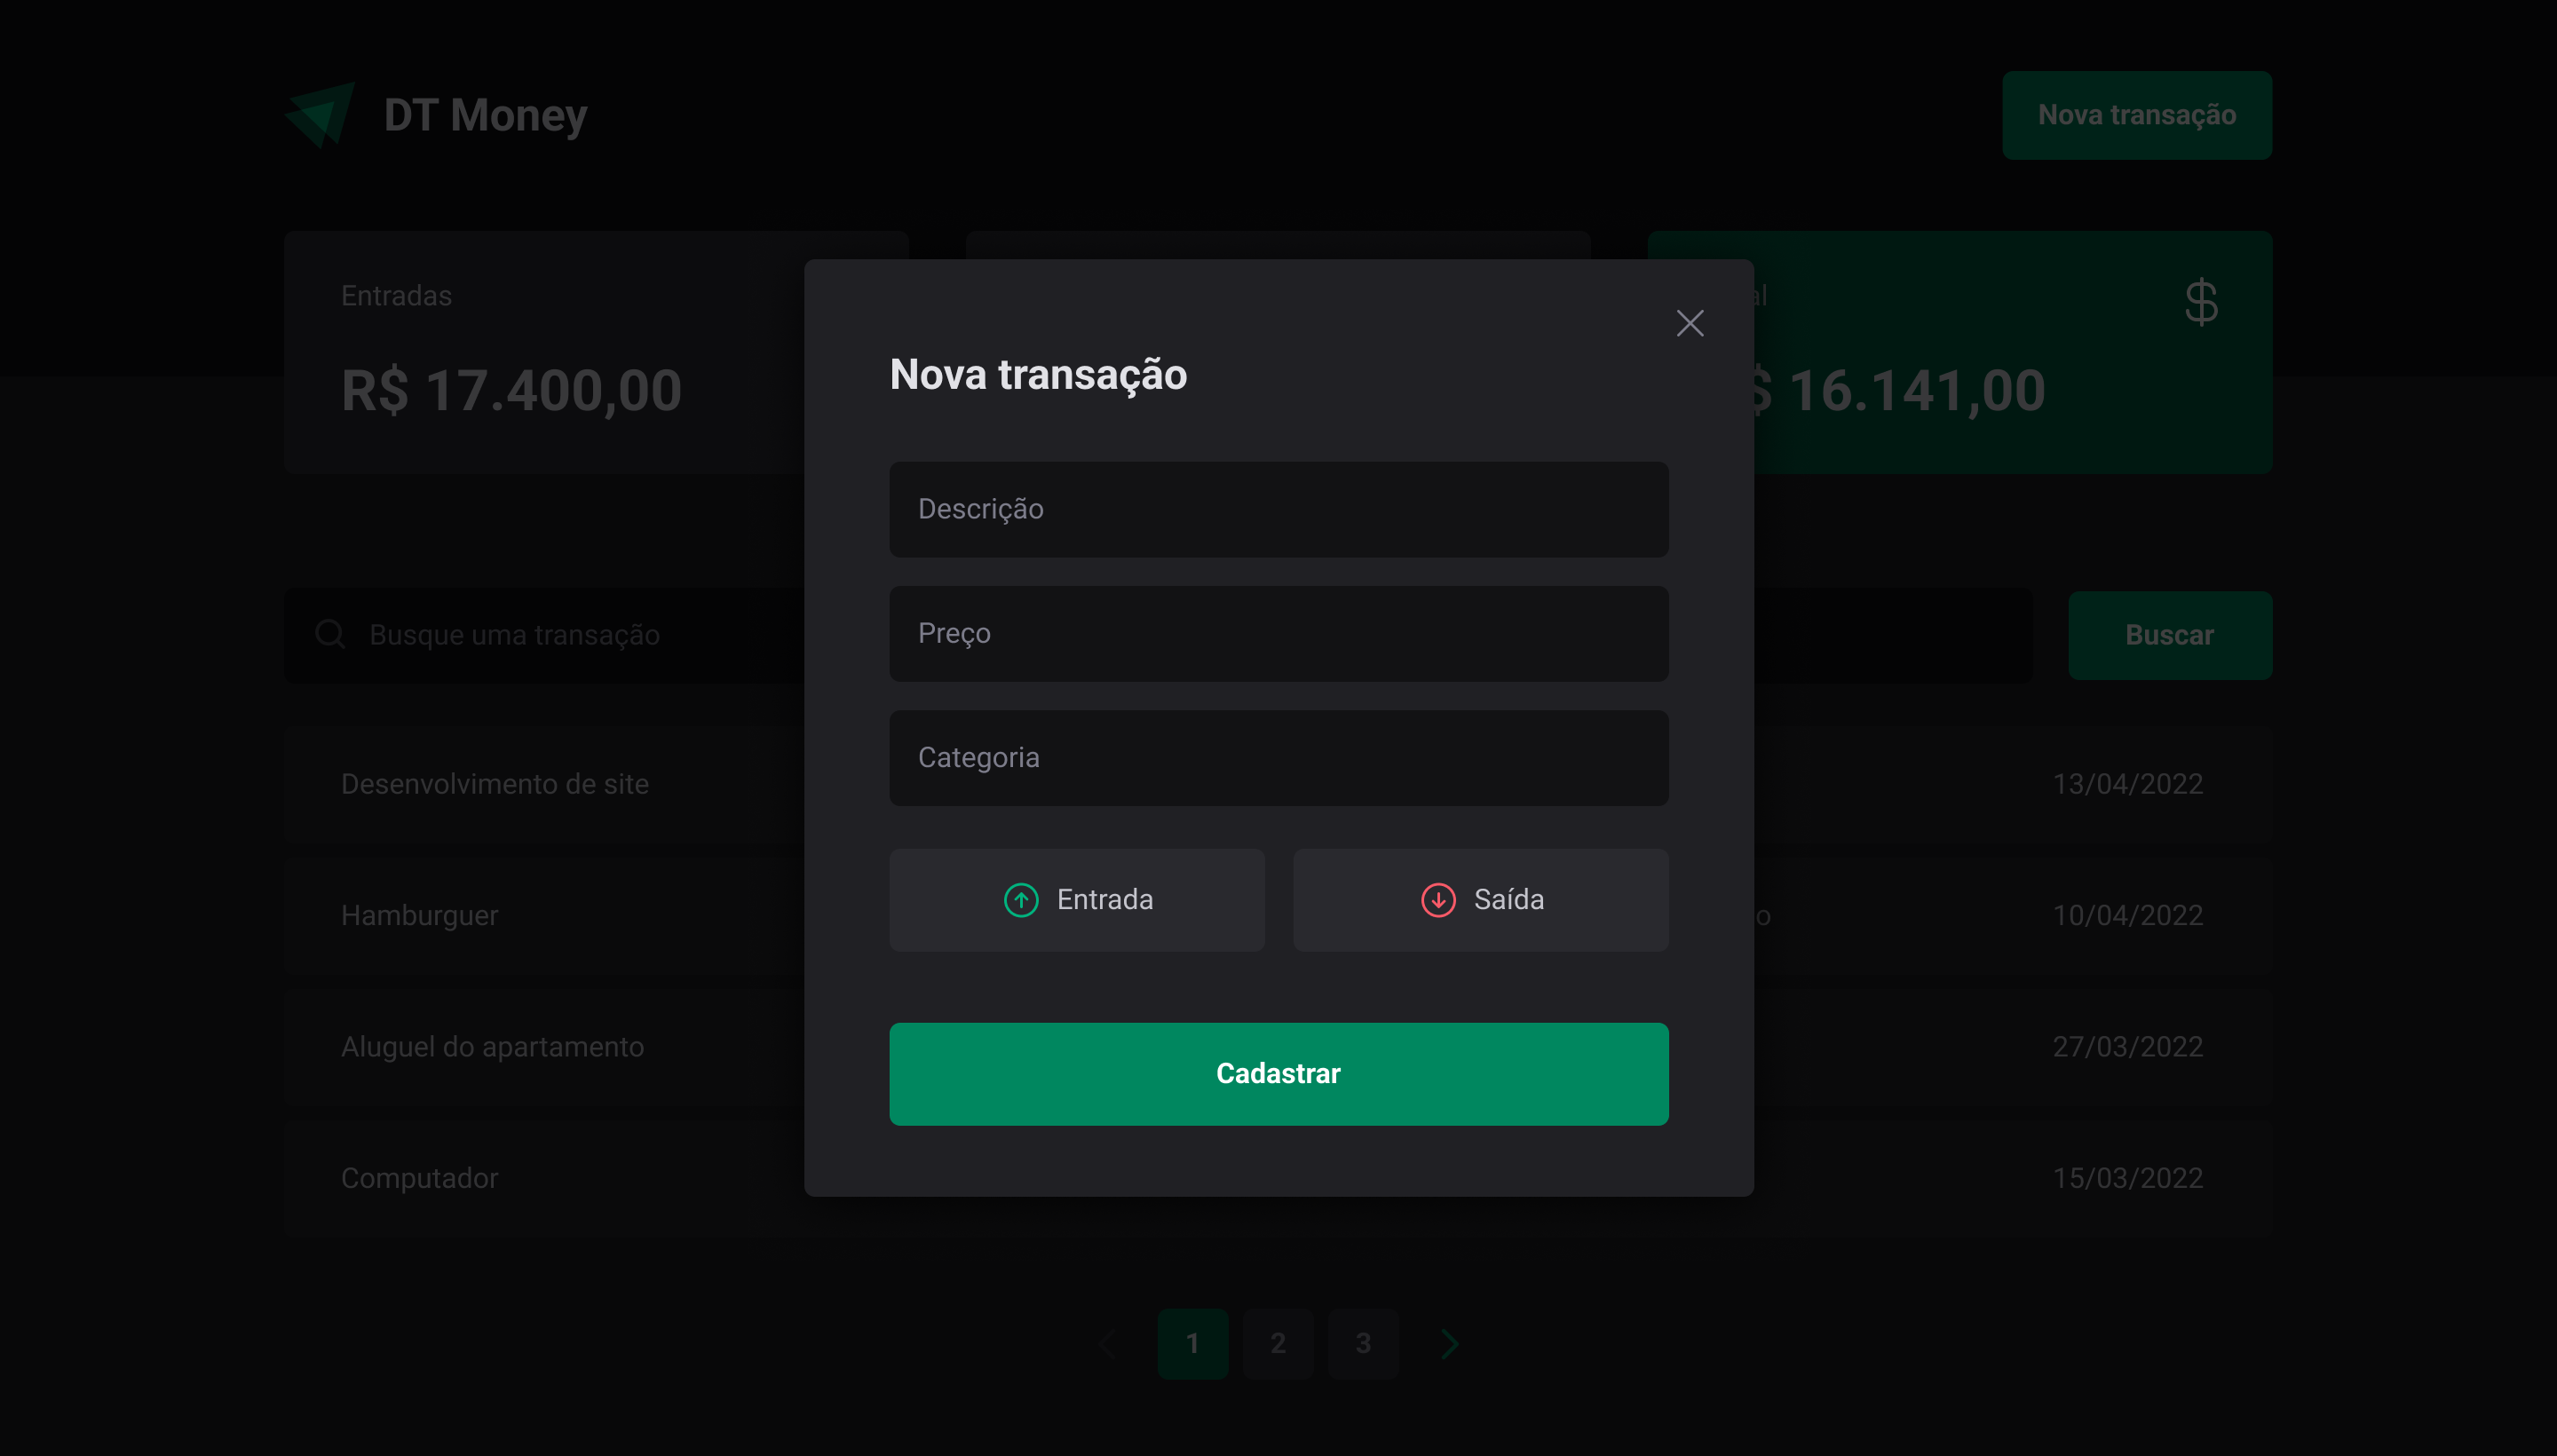 DT Money
Nova transação
Entradas
R$ 17.400,00
al
$
$ 16.141,00
Nova transação
Descrição
Preço
Categoria
Entrada
Saída
Cadastrar
Busque uma transação
Buscar
Desenvolvimento de site
13/04/2022
Hamburguer
o
10/04/2022
Aluguel do apartamento
27/03/2022
Computador
15/03/2022
1
2
3